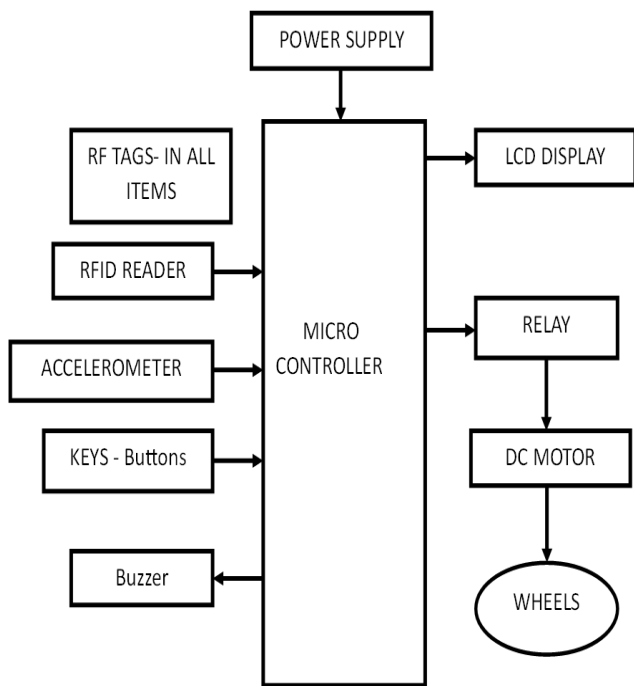 POWER SUPPLY
RF TAGS- IN ALL
ITEMS
LCD DISPLAY
RFID READER
MICRO
CONTROLLER
RELAY
ACCELEROMETER
KEYS - Buttons
DC MOTOR
Buzzer
WHEELS